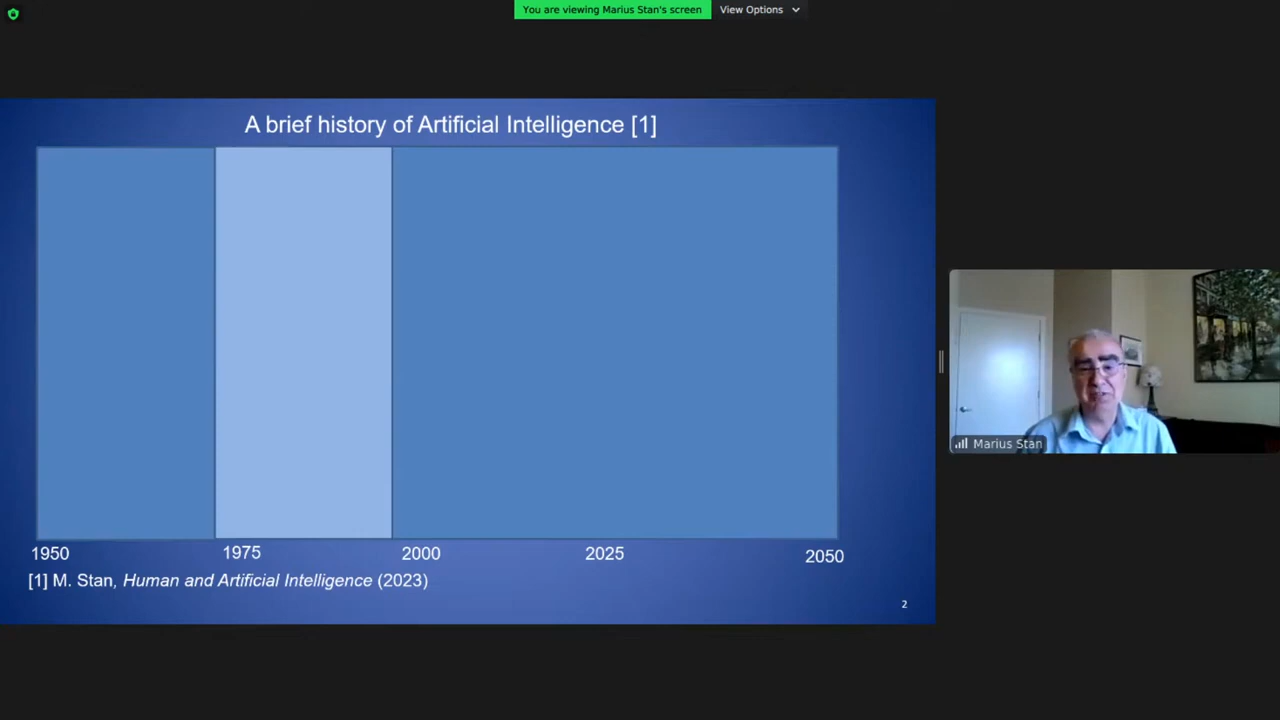 You are viewing Marius Stan's screen View Options
A brief history of Artificial Intelligence [1]
1950 1975 2000 2025 2050
[1] M. Stan, Human and Artificial Intelligence (2023)
2
Marius Stan